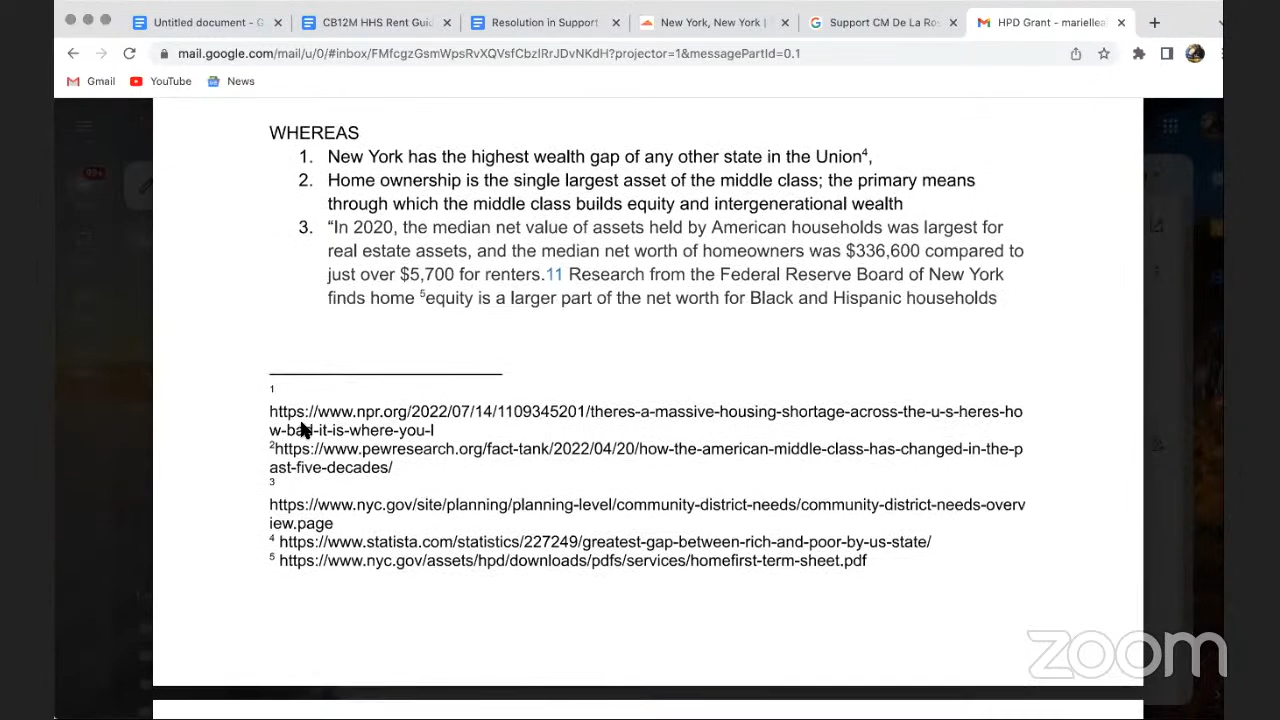 Untitled document - G
CB12M HHS Rent Guid
Resolution in Support
New York, New York |
Support CM De La Ros
HPD Grant - mariellea
mail.google.com/mail/u/0/#inbox/FMfcgzGsmWpsRvXQVsfCbzlRrJDvNKdH?projector=1&messagePartId=0.1
Gmail
YouTube
News
99+
WHEREAS
1. New York has the highest wealth gap of any other state in the Union⁴,
2. Home ownership is the single largest asset of the middle class; the primary means
through which the middle class builds equity and intergenerational wealth
3. “In 2020, the median net value of assets held by American households was largest for
real estate assets, and the median net worth of homeowners was $336,600 compared to
just over $5,700 for renters.11 Research from the Federal Reserve Board of New York
finds home ⁵equity is a larger part of the net worth for Black and Hispanic households
1
https://www.npr.org/2022/07/14/1109345201/theres-a-massive-housing-shortage-across-the-u-s-heres-ho
w-bad-it-is-where-you-l
²https://www.pewresearch.org/fact-tank/2022/04/20/how-the-american-middle-class-has-changed-in-the-p
ast-five-decades/
3
https://www.nyc.gov/site/planning/planning-level/community-district-needs/community-district-needs-overv
iew.page
⁴ https://www.statista.com/statistics/227249/greatest-gap-between-rich-and-poor-by-us-state/
⁵ https://www.nyc.gov/assets/hpd/downloads/pdfs/services/homefirst-term-sheet.pdf
zoom